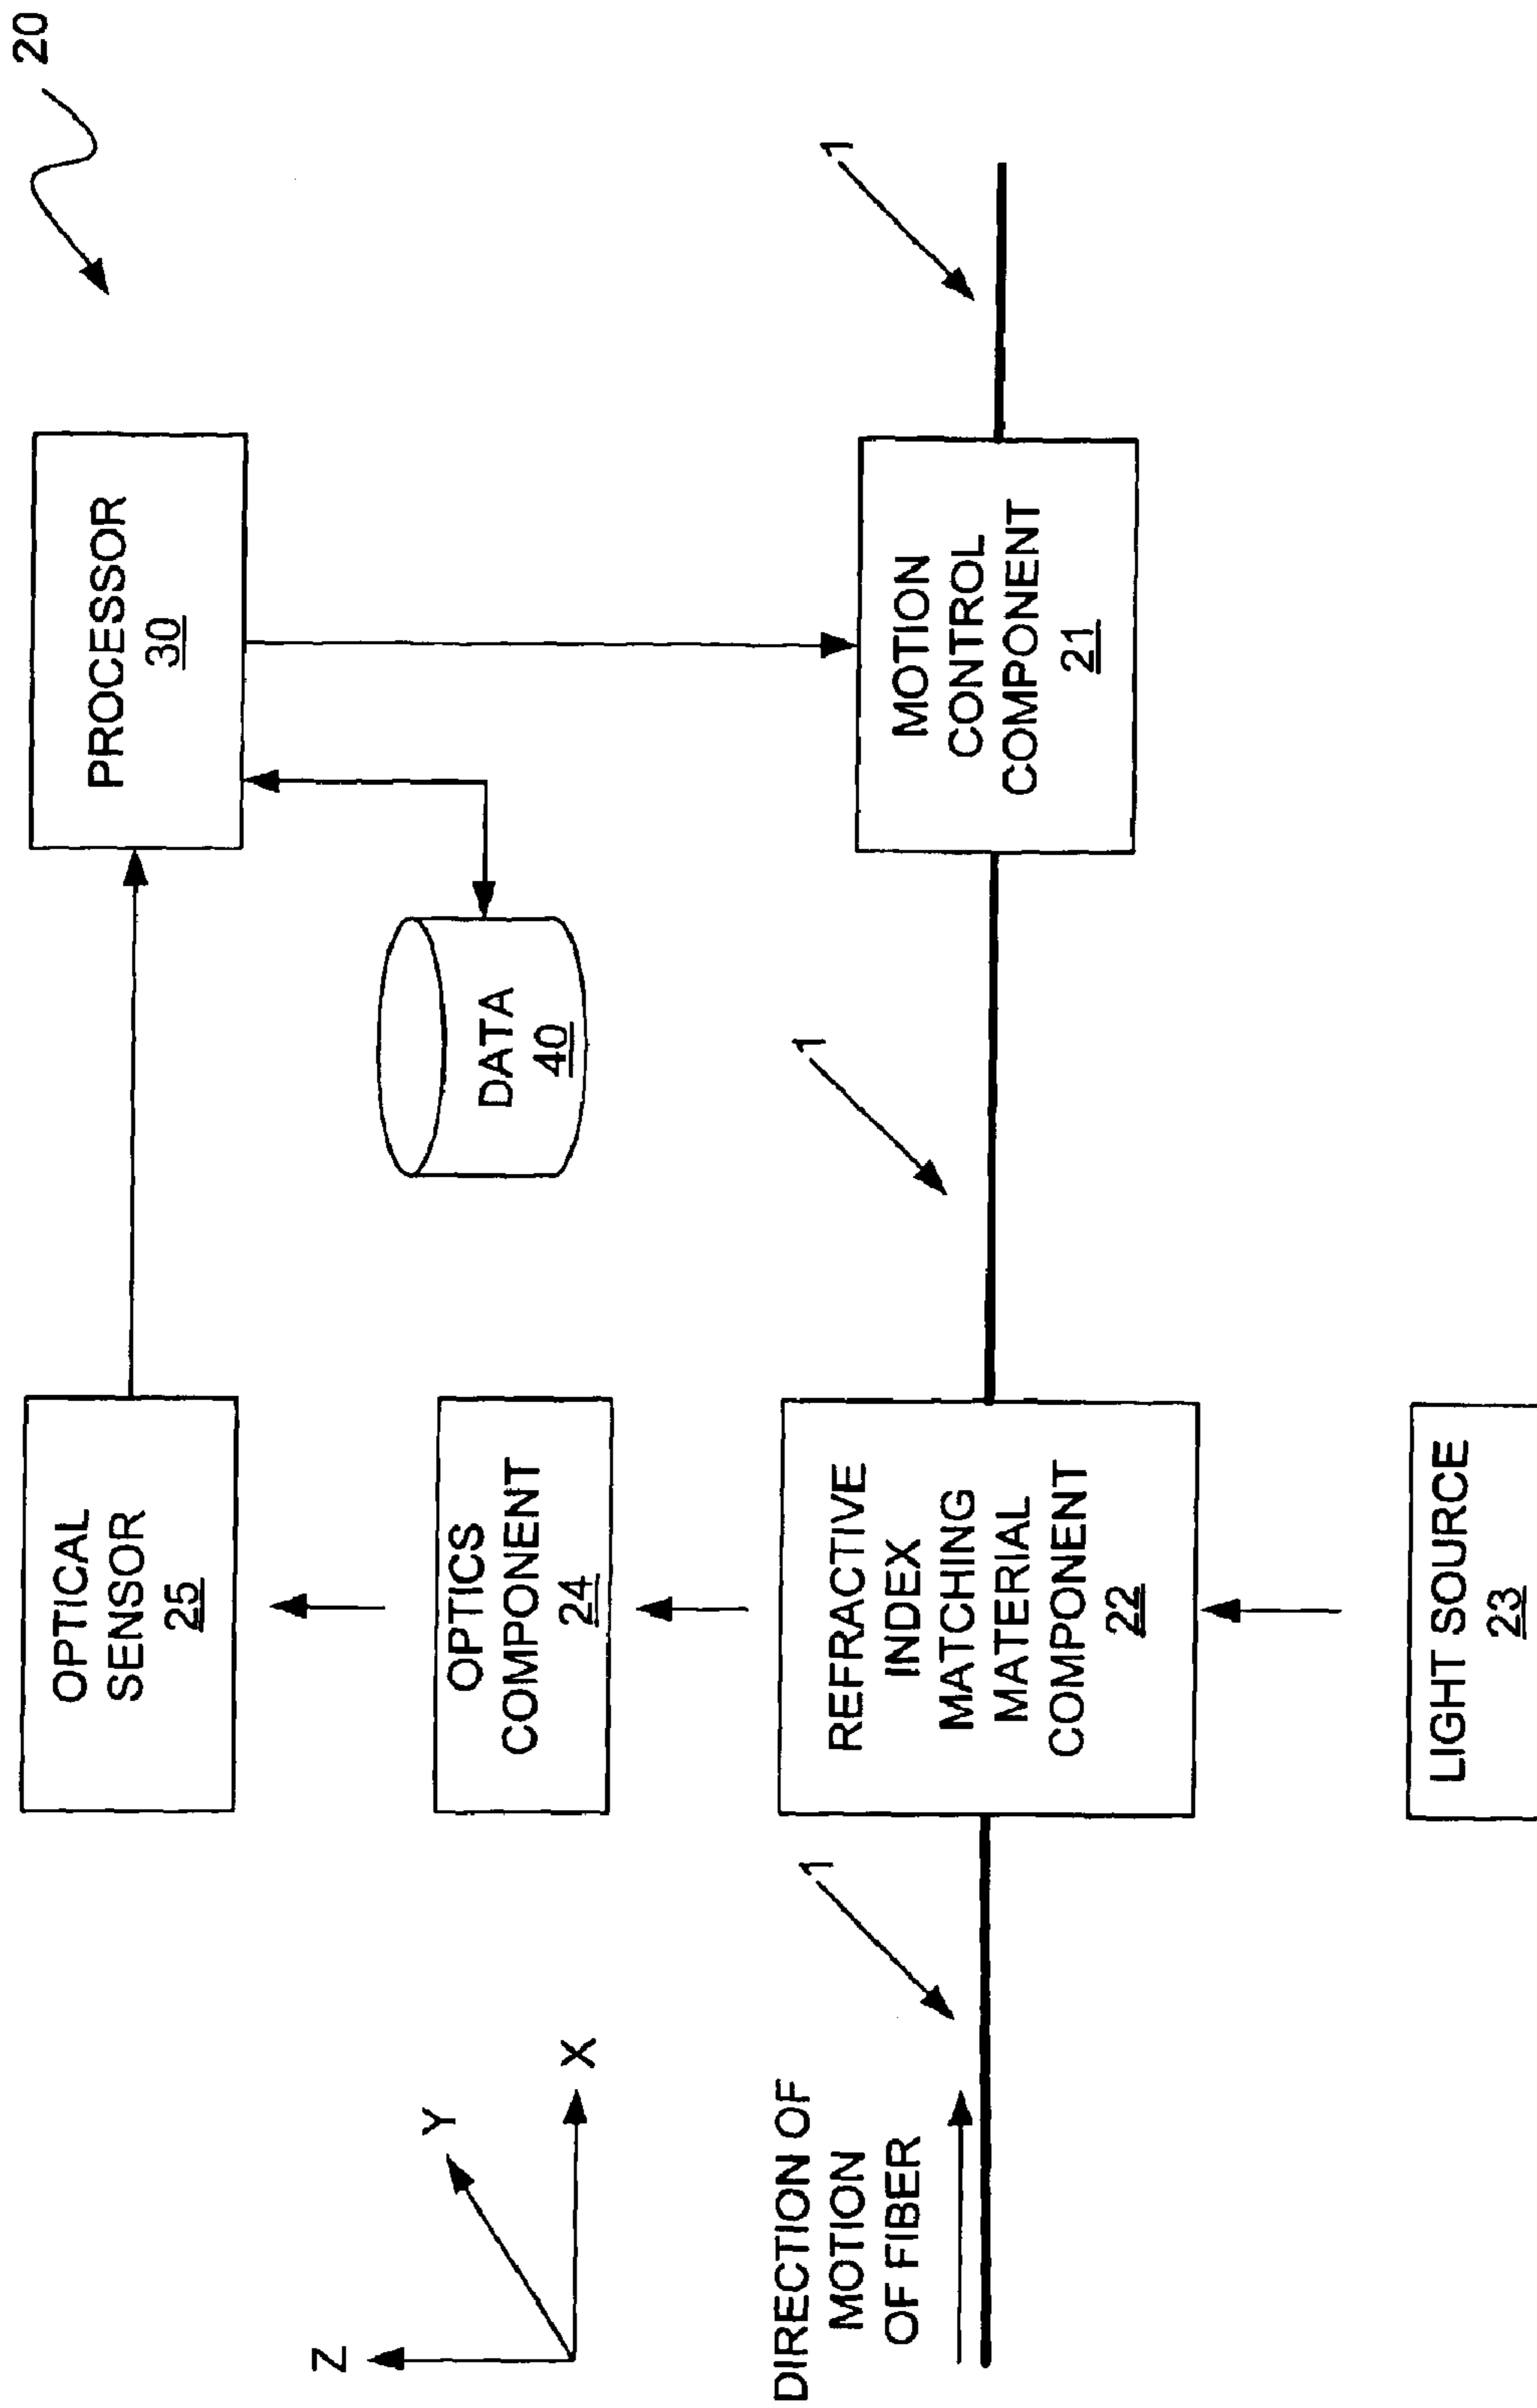 20
OPTICAL
SENSOR
25
PROCESSOR
30
DATA
40
OPTICS
COMPONENT
24
Z
Y
X
DIRECTION OF
MOTION
OF FIBER
1
REFRACTIVE
INDEX
MATCHING
MATERIAL
COMPONENT
22
1
MOTION
CONTROL
COMPONENT
21
1
LIGHT SOURCE
23